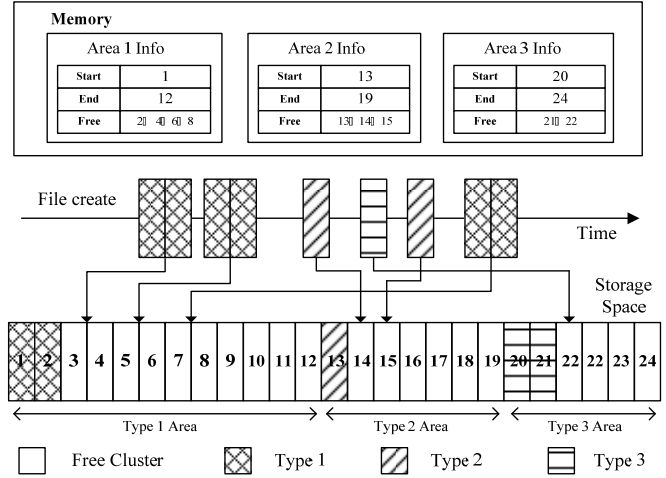 Memory
Area 1 Info
Area 2 Info
Area 3 Info
Start 1
End 12
Free 2▯ 4▯ 6▯ 8
Start 13
End 19
Free 13▯ 14▯ 15
Start 20
End 24
Free 21▯ 22
File create
Time
Storage
Space
1 2 3 4 5 6 7 8 9 10 11 12 13 14 15 16 17 18 19 20 21 22 22 23 24
Type 1 Area
Type 2 Area
Type 3 Area
Free Cluster
Type 1
Type 2
Type 3